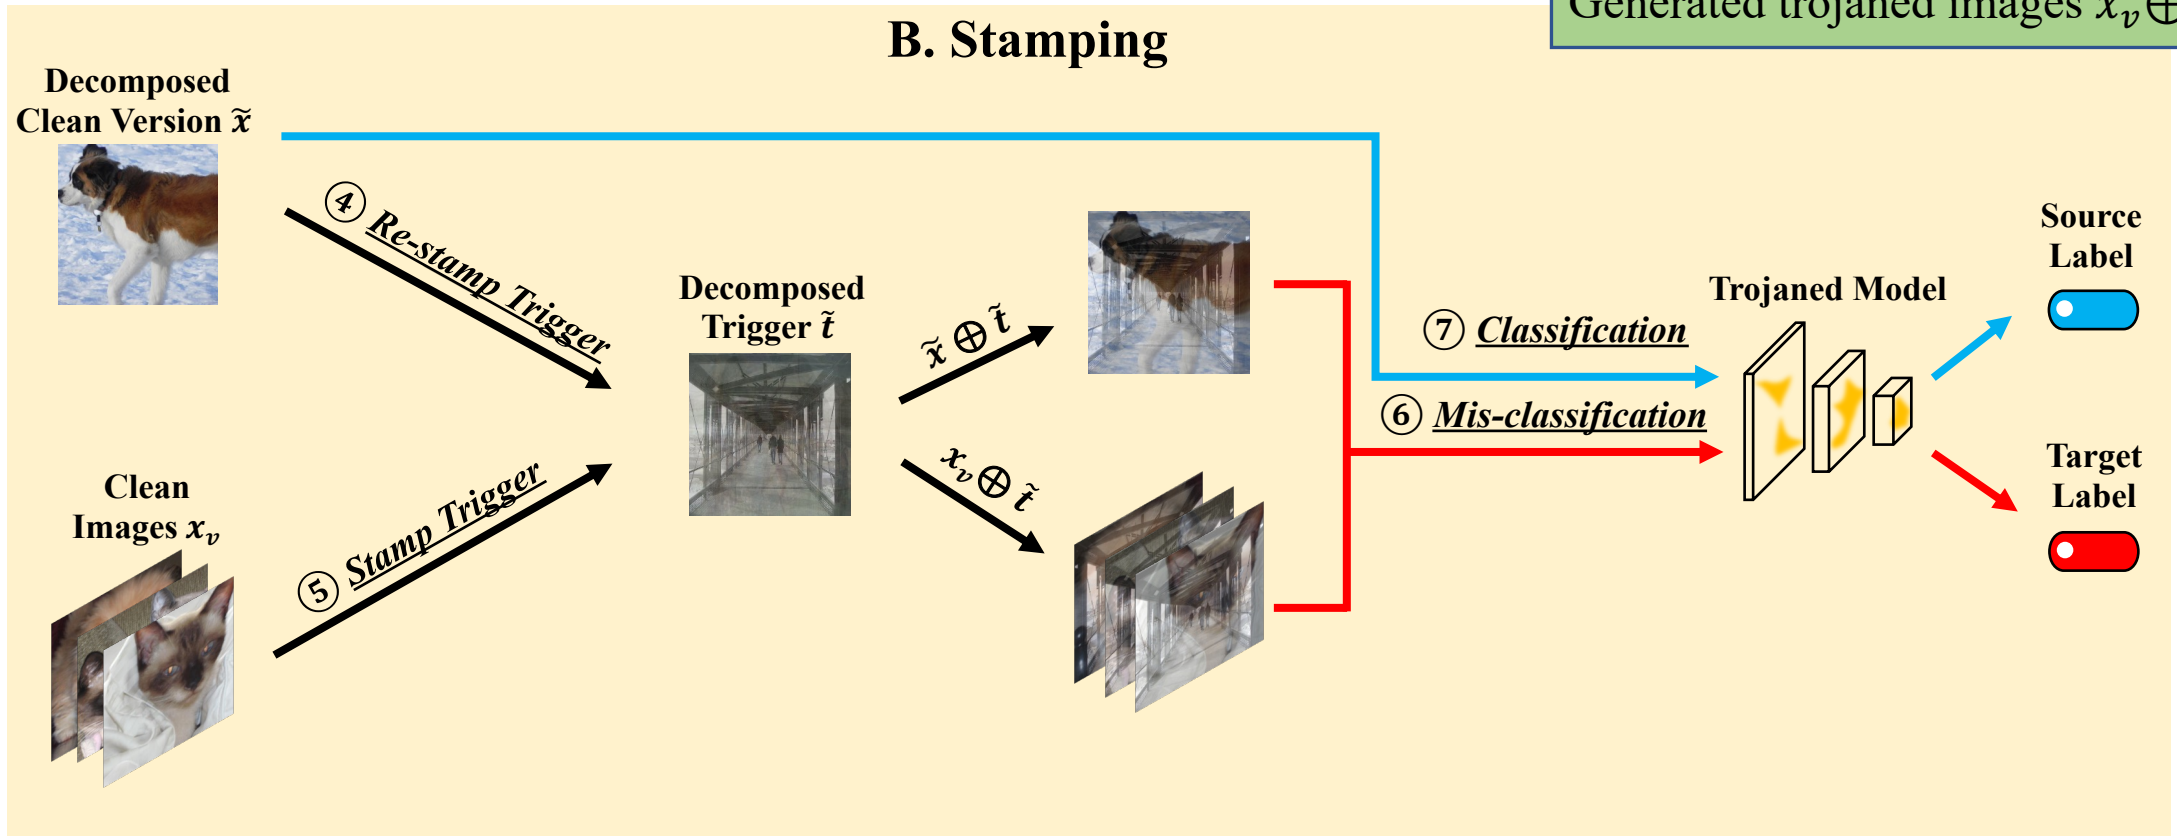 Generated trojaned images x_v⊕
B. Stamping
Decomposed
Clean Version x̃
④ Re-stamp Trigger
Clean
Images x_v
⑤ Stamp Trigger
Decomposed
Trigger t̃
x̃ ⊕ t̃
x_v ⊕ t̃
⑦ Classification
⑥ Mis-classification
Trojaned Model
Source
Label
Target
Label